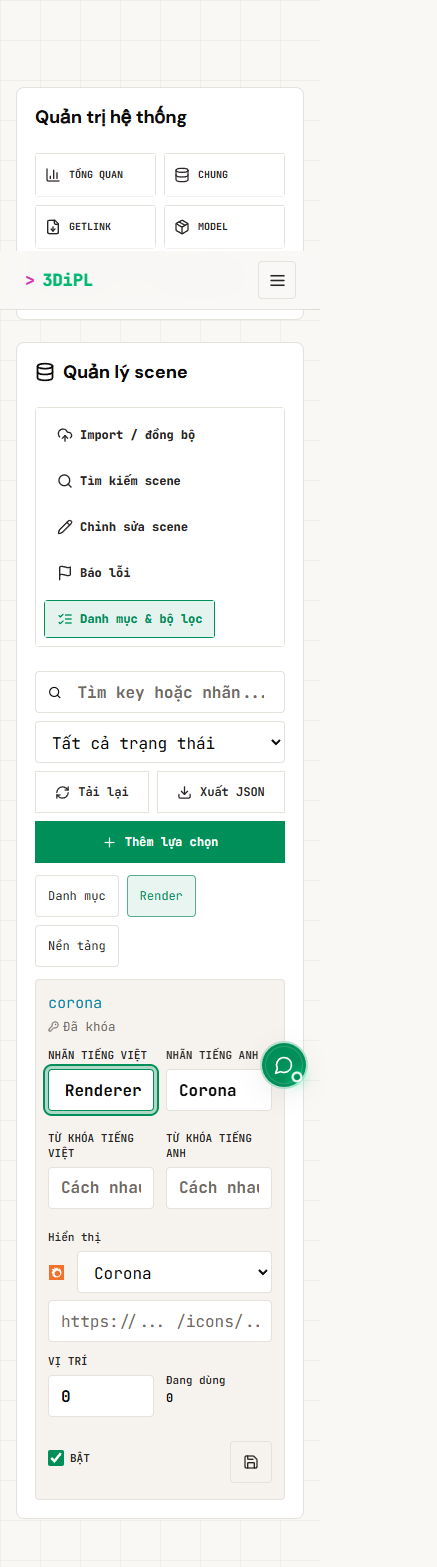 Quản trị hệ thống
TỔNG QUAN
CHUNG
GETLINK
MODEL
> 3DiPL
Quản lý scene
Import / đồng bộ
Tìm kiếm scene
Chỉnh sửa scene
Báo lỗi
Danh mục & bộ lọc
Tìm key hoặc nhãn...
Tất cả trạng thái
Tải lại
Xuất JSON
+ Thêm lựa chọn
Danh mục
Render
Nền tảng
corona
Đã khóa
NHÃN TIẾNG VIỆT
NHÃN TIẾNG ANH
Renderer
Corona
TỪ KHÓA TIẾNG VIỆT
TỪ KHÓA TIẾNG ANH
Cách nhau
Cách nhau
Hiển thị
Corona
https://... /icons/..
VỊ TRÍ
Đang dùng
0
0
BẬT